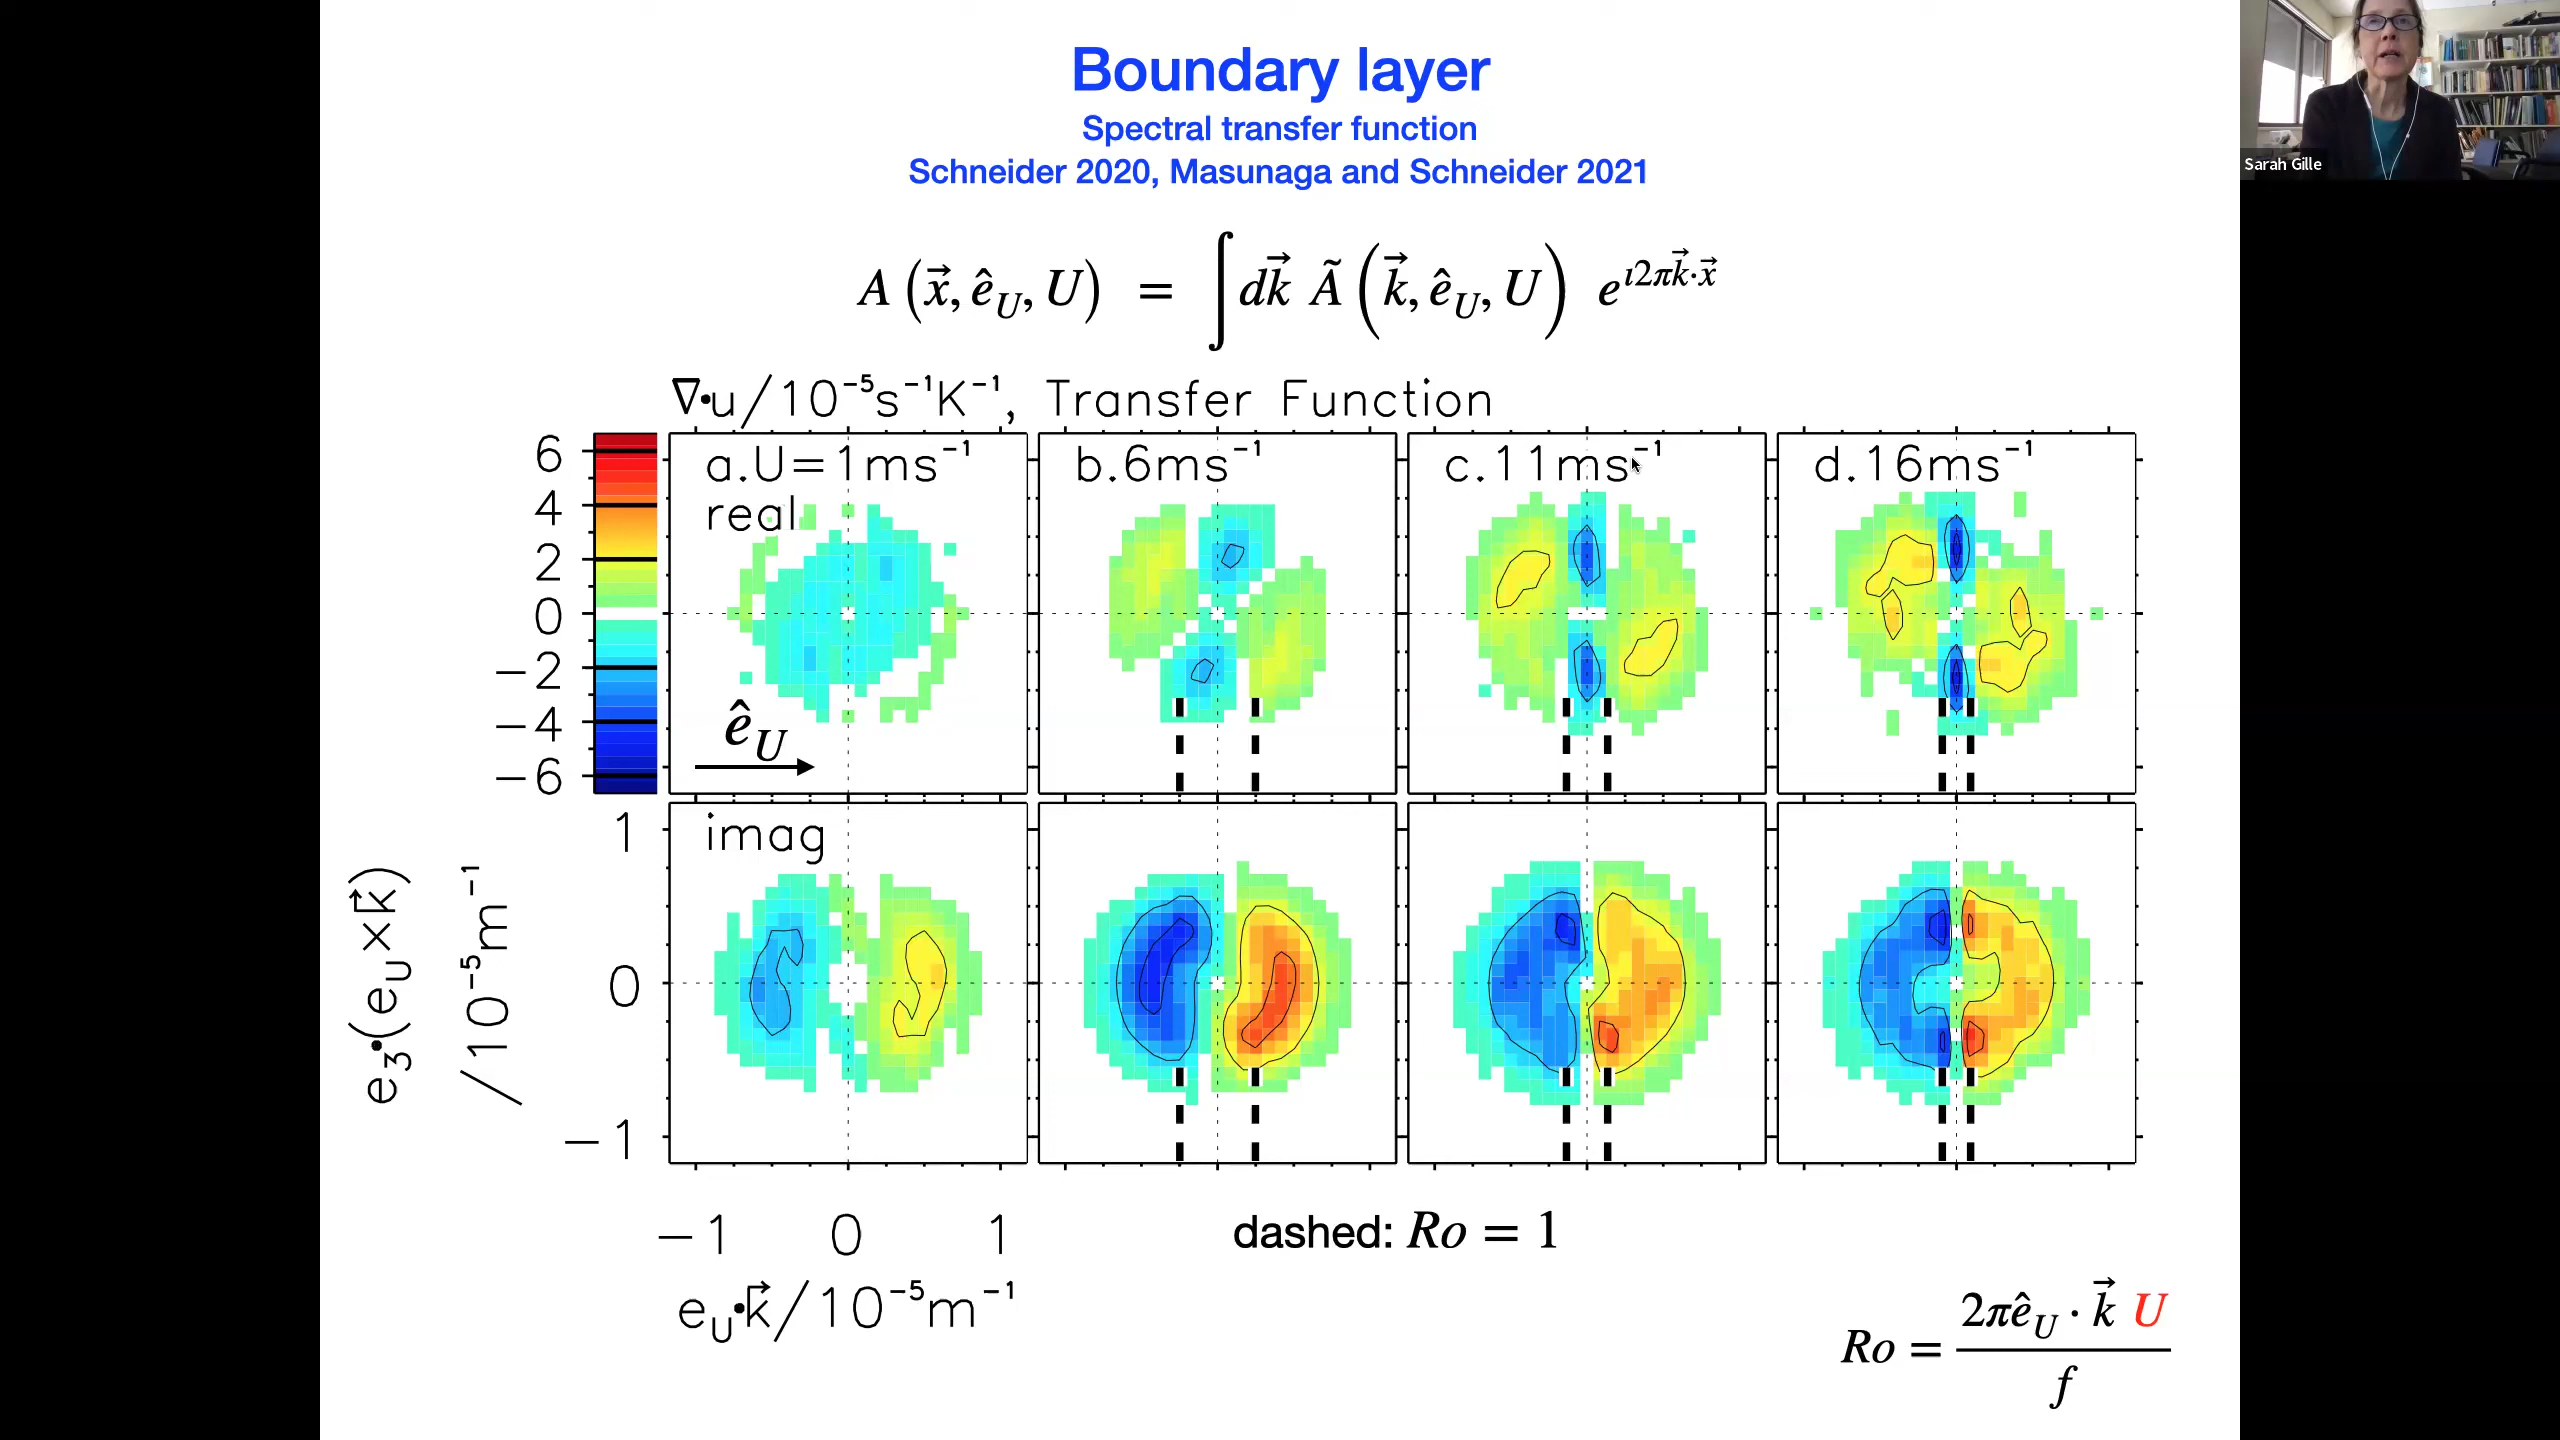 Boundary layer
Spectral transfer function
Schneider 2020, Masunaga and Schneider 2021
Sarah Gille
A (x⃗, ê_U, U) = ∫dk⃗ Ã (k⃗, ê_U, U) e^{ı2πk⃗·x⃗}
∇•u/10⁻⁵s⁻¹K⁻¹, Transfer Function
6
4
2
0
−2
−4
−6
a.U=1ms⁻¹
real
b.6ms⁻¹
c.11ms⁻¹
d.16ms⁻¹
ê_U
imag
1
0
−1
e₃•(e_U×k⃗)
/10⁻⁵m⁻¹
−1 0 1
e_U•k⃗/10⁻⁵m⁻¹
dashed: Ro = 1
Ro = 2πê_U · k⃗ U / f